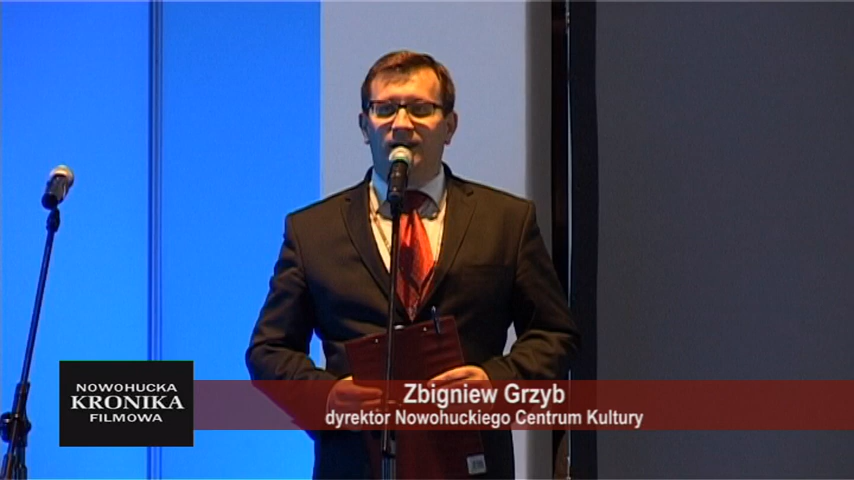 NOWOHUCKA
KRONIKA
FILMOWA
Zbigniew Grzyb
dyrektor Nowohuckiego Centrum Kultury